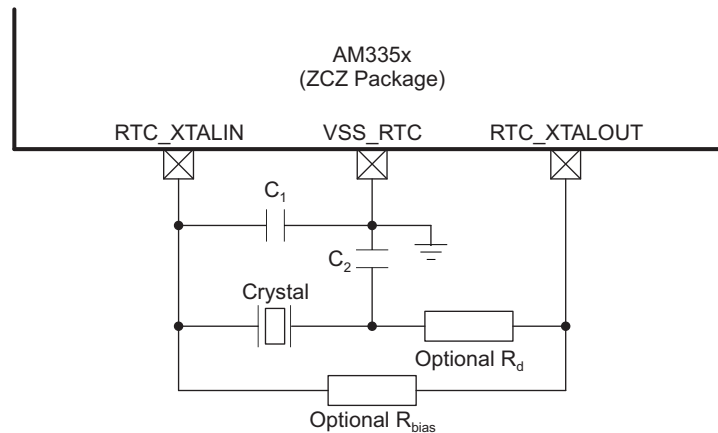 AM335x
(ZCZ Package)
RTC_XTALIN VSS_RTC RTC_XTALOUT
C1
C2
Crystal
Optional Rd
Optional Rbias